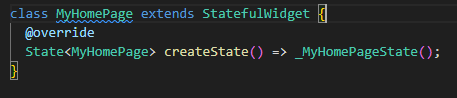 class MyHomePage extends StatefulWidget {
  @override
  State<MyHomePage> createState() => _MyHomePageState();
}